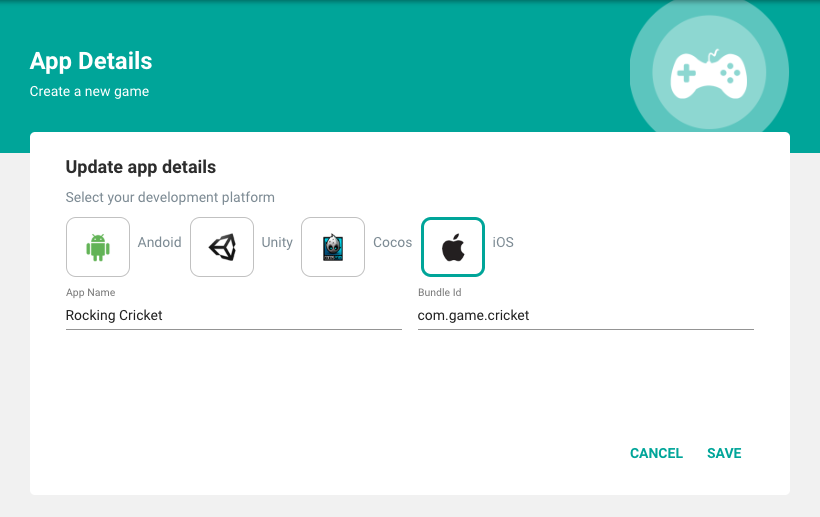 App Details
Create a new game
Update app details
Select your development platform
Andoid Unity Cocos iOS
App Name Bundle Id
Rocking Cricket com.game.cricket
CANCEL SAVE